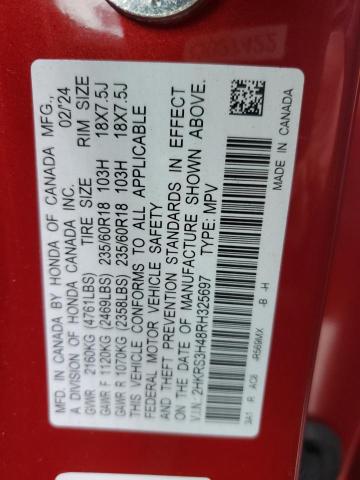 MFD. IN CANADA BY HONDA OF CANADA MFG.,
A DIVISION OF HONDA CANADA INC. 02/24
GVWR 2160KG (4761LBS) TIRE SIZE RIM SIZE
GAWR F 1120KG (2469LBS) 235/60R18 103H 18X7.5J
GAWR R 1070KG (2358LBS) 235/60R18 103H 18X7.5J
THIS VEHICLE CONFORMS TO ALL APPLICABLE
FEDERAL MOTOR VEHICLE SAFETY
AND THEFT PREVENTION STANDARDS IN EFFECT
ON THE DATE OF MANUFACTURE SHOWN ABOVE.
V.I.N: 2HKRS3H48RH325697 TYPE: MPV
3A1 R AC8 R569MX -B -H
MADE IN CANADA